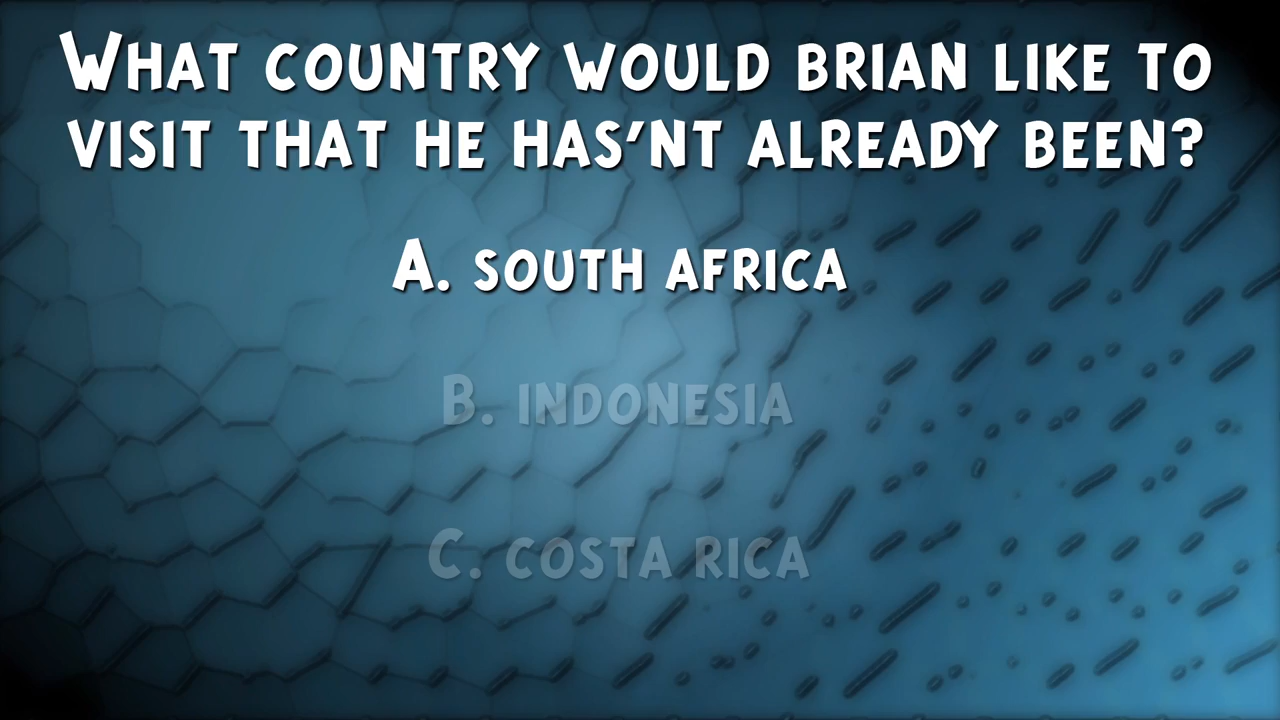 WHAT COUNTRY WOULD BRIAN LIKE TO
VISIT THAT HE HAS'NT ALREADY BEEN?
A. SOUTH AFRICA
B. INDONESIA
C. COSTA RICA